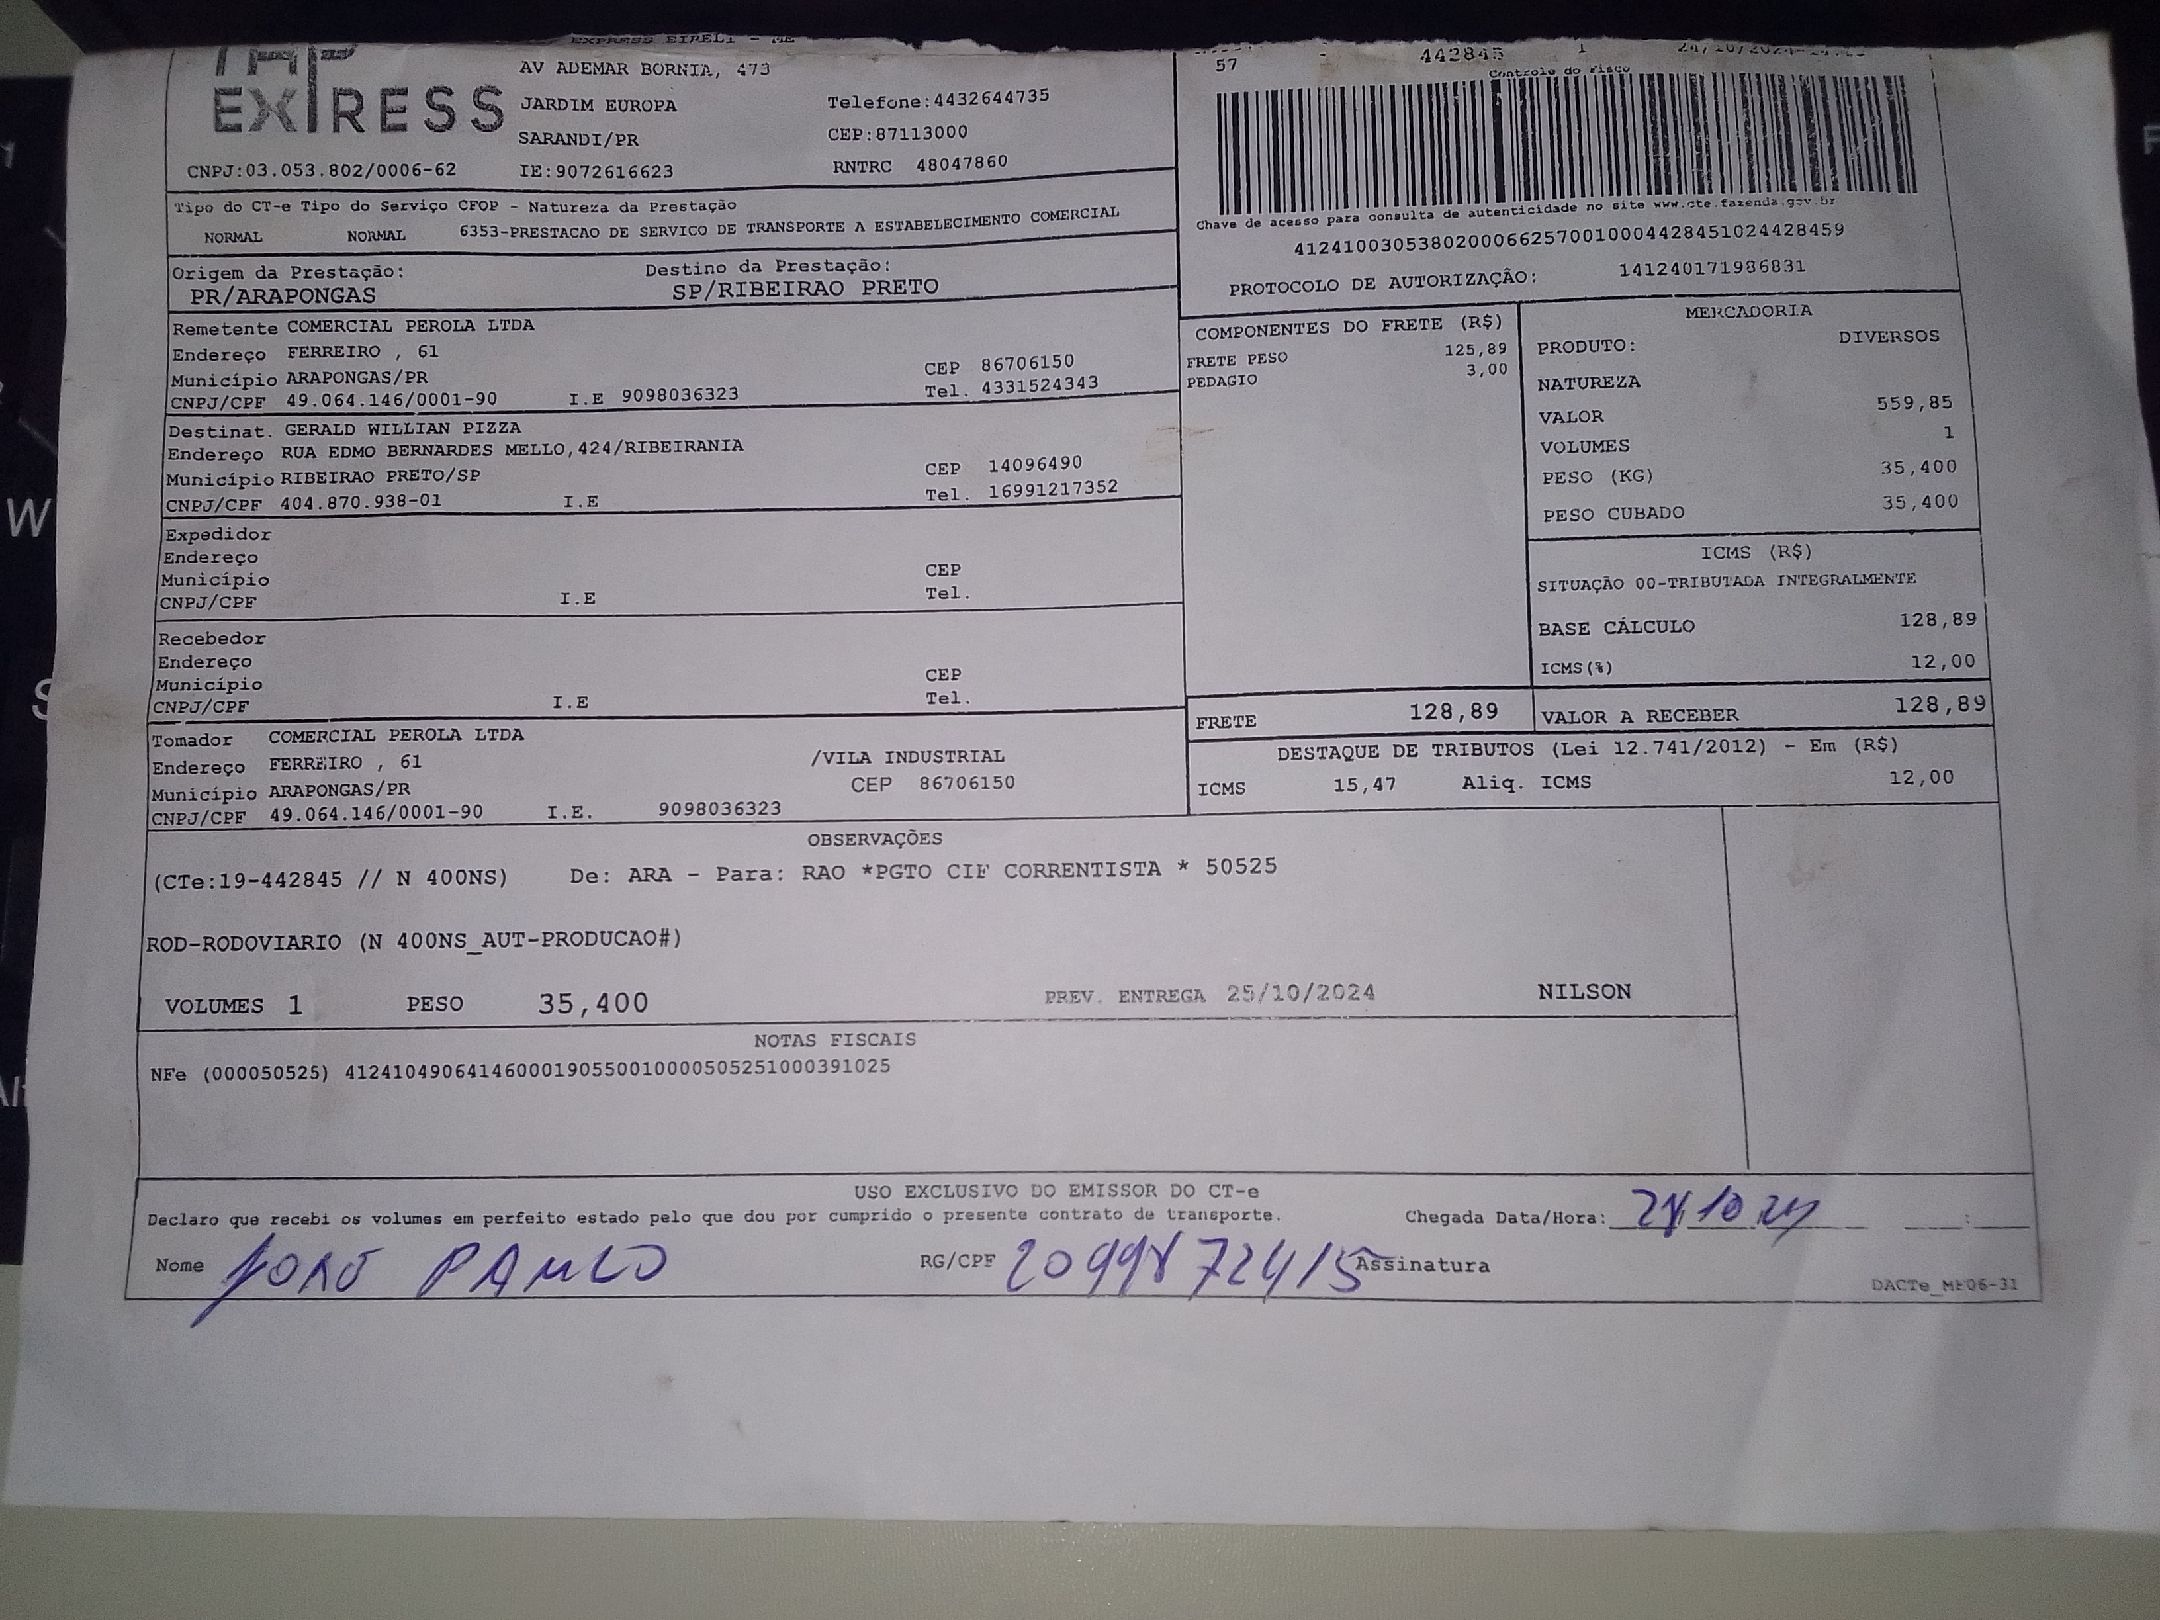 EXPRESS EIRELI - ME
TAP
EXPRESS
AV ADEMAR BORNIA, 473
JARDIM EUROPA
Telefone:4432644735
SARANDI/PR
CEP:87113000
CNPJ:03.053.802/0006-62 IE:9072616623 RNTRC 48047860
57 442845 1
Controle do Fisco
Chave de acesso para consulta de autenticidade no site www.cte.fazenda.gov.br
41241003053802000662570010004428451024428459
PROTOCOLO DE AUTORIZAÇÃO: 141240171986831
Tipo do CT-e Tipo do Serviço CFOP - Natureza da Prestação
NORMAL NORMAL 6353-PRESTACAO DE SERVICO DE TRANSPORTE A ESTABELECIMENTO COMERCIAL
Origem da Prestação: Destino da Prestação:
PR/ARAPONGAS SP/RIBEIRAO PRETO
Remetente COMERCIAL PEROLA LTDA
Endereço FERREIRO , 61
CEP 86706150
Município ARAPONGAS/PR
Tel. 4331524343
CNPJ/CPF 49.064.146/0001-90 I.E 9098036323
Destinat. GERALD WILLIAN PIZZA
Endereço RUA EDMO BERNARDES MELLO,424/RIBEIRANIA
CEP 14096490
Município RIBEIRAO PRETO/SP
Tel. 16991217352
CNPJ/CPF 404.870.938-01 I.E
Expedidor
Endereço
CEP
Município
Tel.
CNPJ/CPF I.E
Recebedor
Endereço
CEP
Município
Tel.
CNPJ/CPF I.E
Tomador COMERCIAL PEROLA LTDA
Endereço FERREIRO , 61 /VILA INDUSTRIAL
Município ARAPONGAS/PR CEP 86706150
CNPJ/CPF 49.064.146/0001-90 I.E. 9098036323
COMPONENTES DO FRETE (R$)
FRETE PESO 125,89
PEDAGIO 3,00
MERCADORIA
PRODUTO: DIVERSOS
NATUREZA
VALOR 559,85
VOLUMES 1
PESO (KG) 35,400
PESO CUBADO 35,400
ICMS (R$)
SITUAÇÃO 00-TRIBUTADA INTEGRALMENTE
BASE CÁLCULO 128,89
ICMS(%) 12,00
FRETE 128,89 VALOR A RECEBER 128,89
DESTAQUE DE TRIBUTOS (Lei 12.741/2012) - Em (R$)
ICMS 15,47 Aliq. ICMS 12,00
OBSERVAÇÕES
(CTe:19-442845 // N 400NS) De: ARA - Para: RAO *PGTO CIF CORRENTISTA * 50525
ROD-RODOVIARIO (N 400NS_AUT-PRODUCAO#)
VOLUMES 1 PESO 35,400 PREV. ENTREGA 25/10/2024 NILSON
NOTAS FISCAIS
NFe (000050525) 41241049064146000190550010000505251000391025
USO EXCLUSIVO DO EMISSOR DO CT-e
Declaro que recebi os volumes em perfeito estado pelo que dou por cumprido o presente contrato de transporte. Chegada Data/Hora: 28 10 24 :
Nome JOAO PAULO RG/CPF 2099872415 Assinatura
DACTe_ME06-31